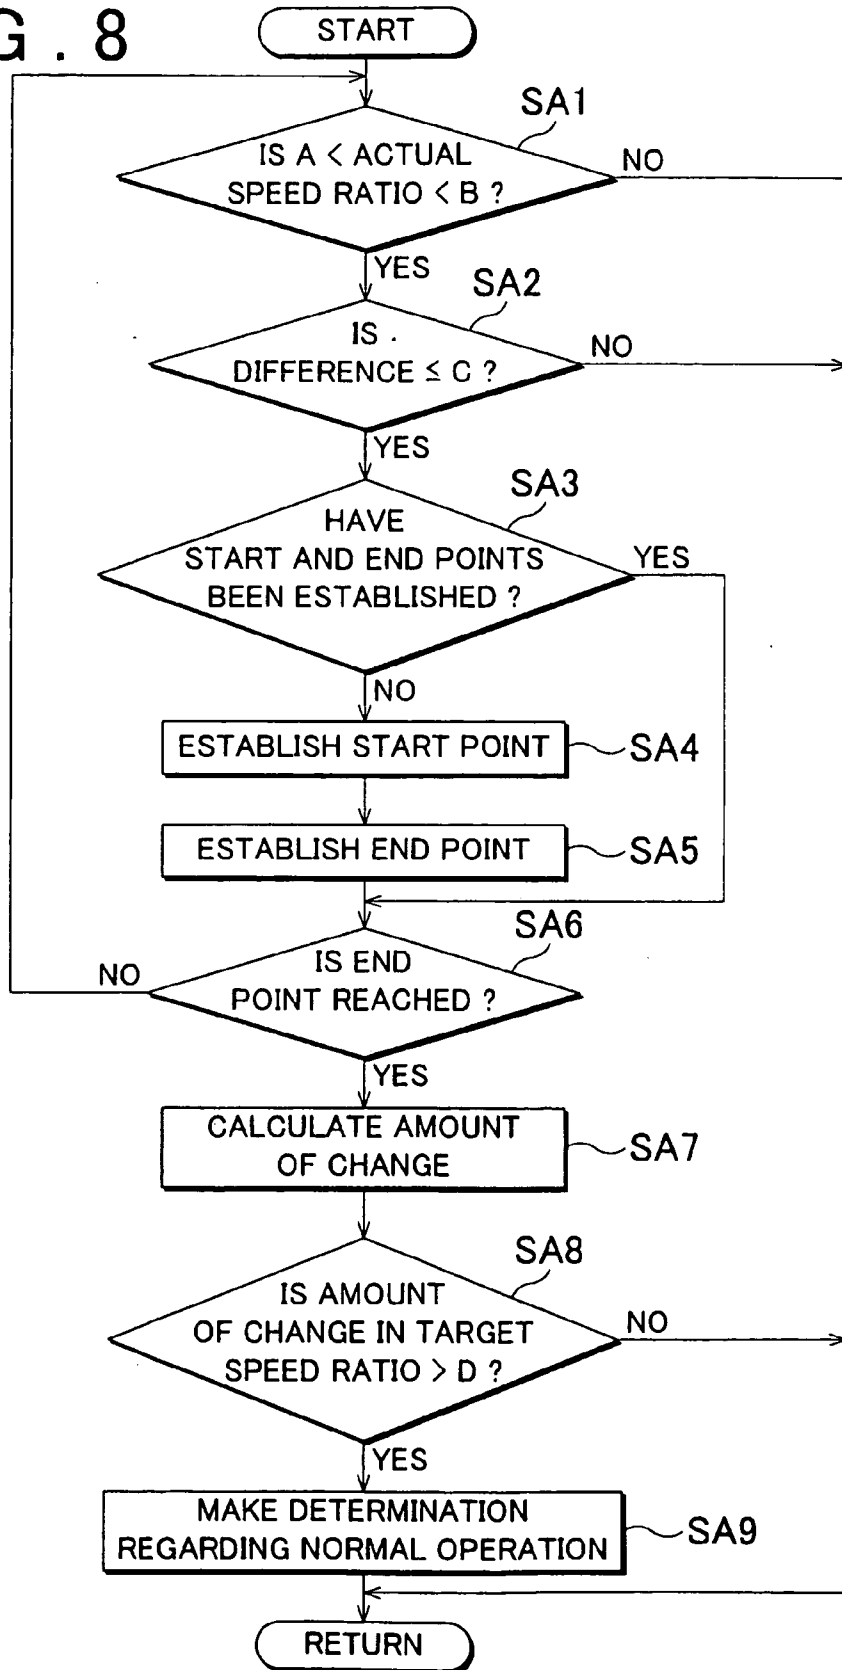 G . 8
START
SA1
IS A < ACTUAL
SPEED RATIO < B ?
NO
YES
SA2
IS
DIFFERENCE ≤ C ?
NO
YES
SA3
HAVE
START AND END POINTS
BEEN ESTABLISHED ?
YES
NO
ESTABLISH START POINT
SA4
ESTABLISH END POINT
SA5
SA6
IS END
POINT REACHED ?
NO
YES
CALCULATE AMOUNT
OF CHANGE
SA7
SA8
IS AMOUNT
OF CHANGE IN TARGET
SPEED RATIO > D ?
NO
YES
MAKE DETERMINATION
REGARDING NORMAL OPERATION
SA9
RETURN